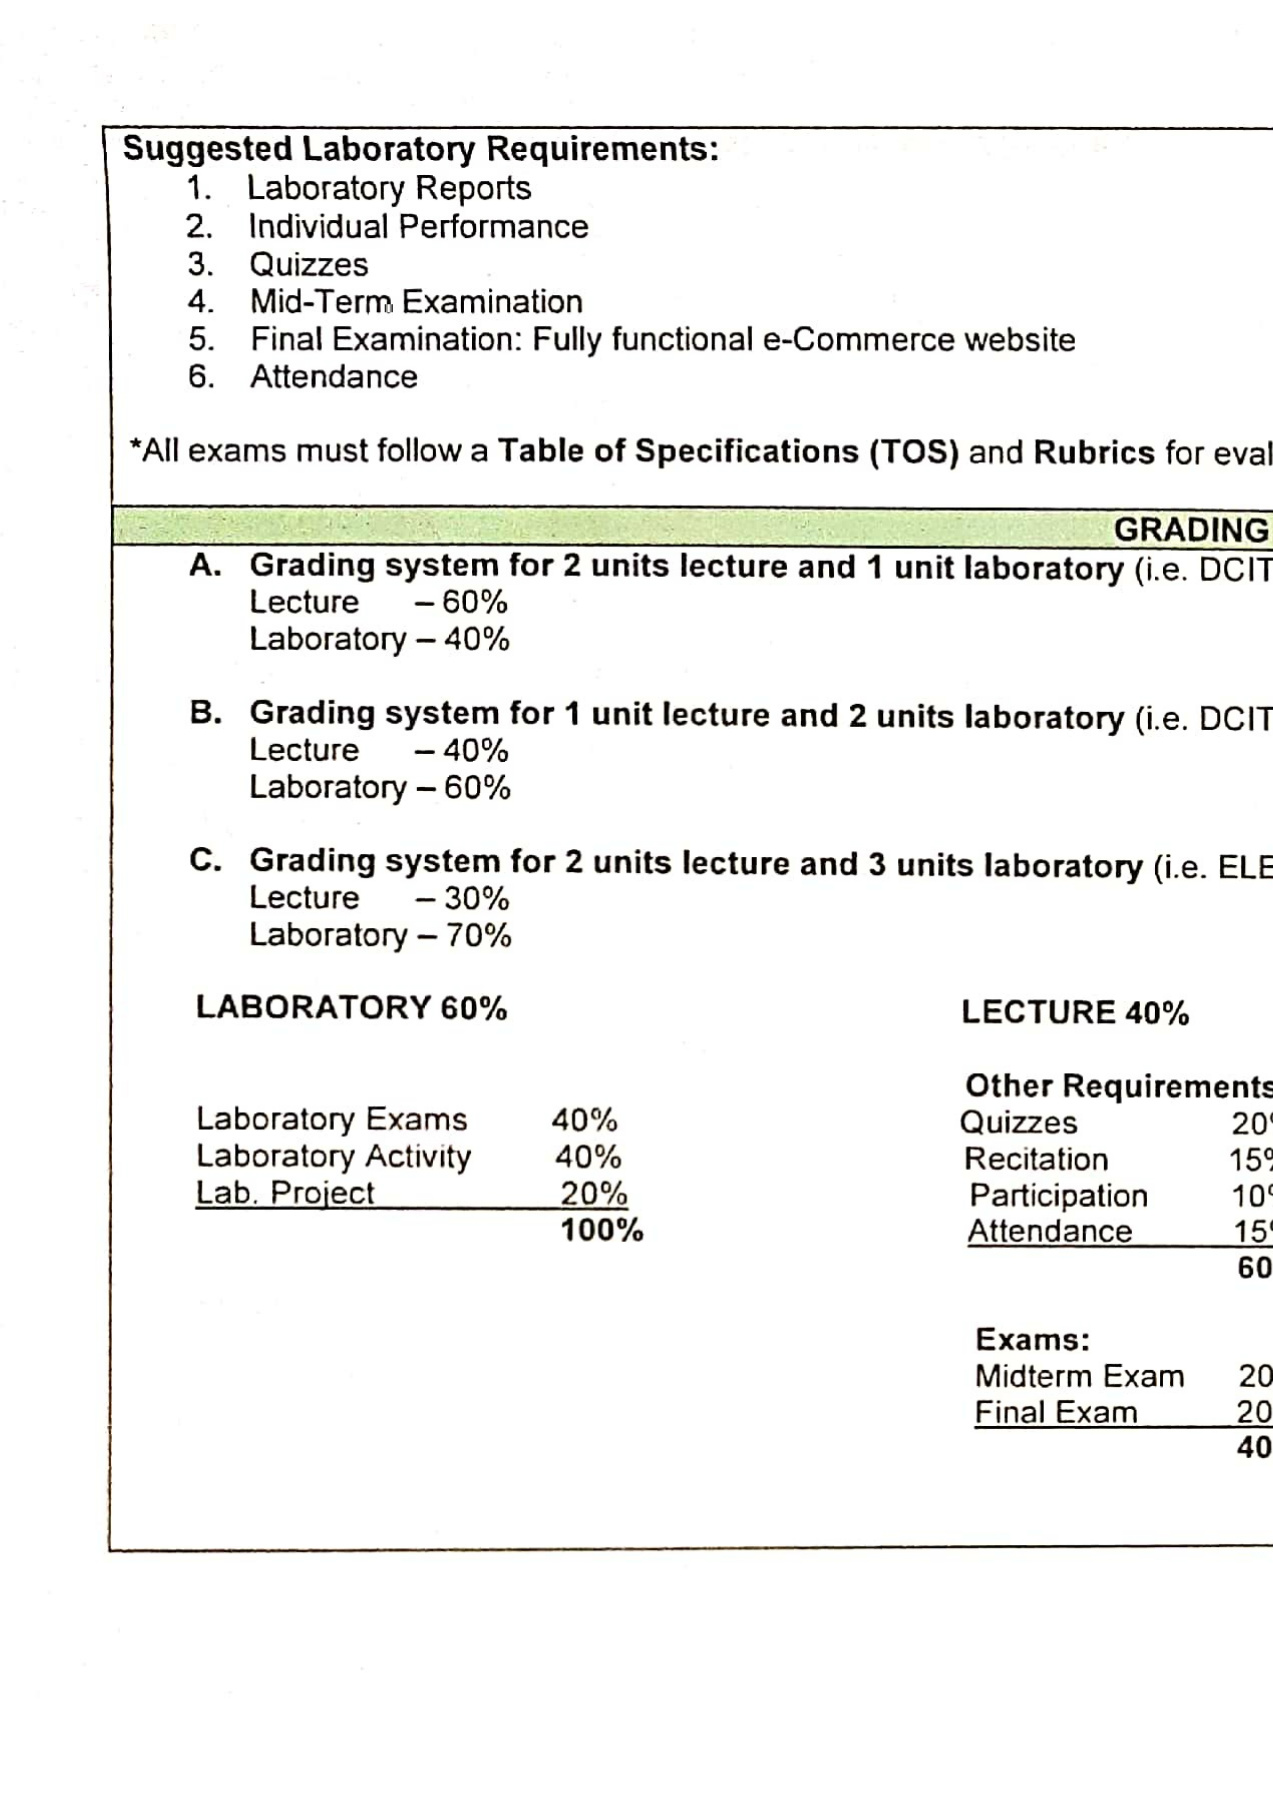 Suggested Laboratory Requirements:
1. Laboratory Reports
2. Individual Performance
3. Quizzes
4. Mid-Term Examination
5. Final Examination: Fully functional e-Commerce website
6. Attendance
*All exams must follow a Table of Specifications (TOS) and Rubrics for eval
GRADING
A. Grading system for 2 units lecture and 1 unit laboratory (i.e. DCIT
Lecture – 60%
Laboratory – 40%
B. Grading system for 1 unit lecture and 2 units laboratory (i.e. DCIT
Lecture – 40%
Laboratory – 60%
C. Grading system for 2 units lecture and 3 units laboratory (i.e. ELE
Lecture – 30%
Laboratory – 70%
LABORATORY 60%
Laboratory Exams 40%
Laboratory Activity 40%
Lab. Project 20%
100%
LECTURE 40%
Other Requirements
Quizzes 20
Recitation 15
Participation 10
Attendance 15
60
Exams:
Midterm Exam 20
Final Exam 20
40